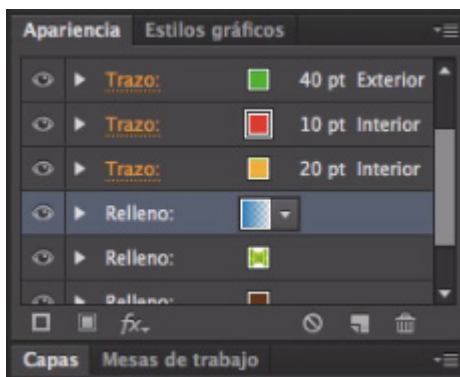 Apariencia Estilos gráficos
Trazo: 40 pt Exterior
Trazo: 10 pt Interior
Trazo: 20 pt Interior
Relleno:
Relleno:
Relleno:
fx.
Capas Mesas de trabajo